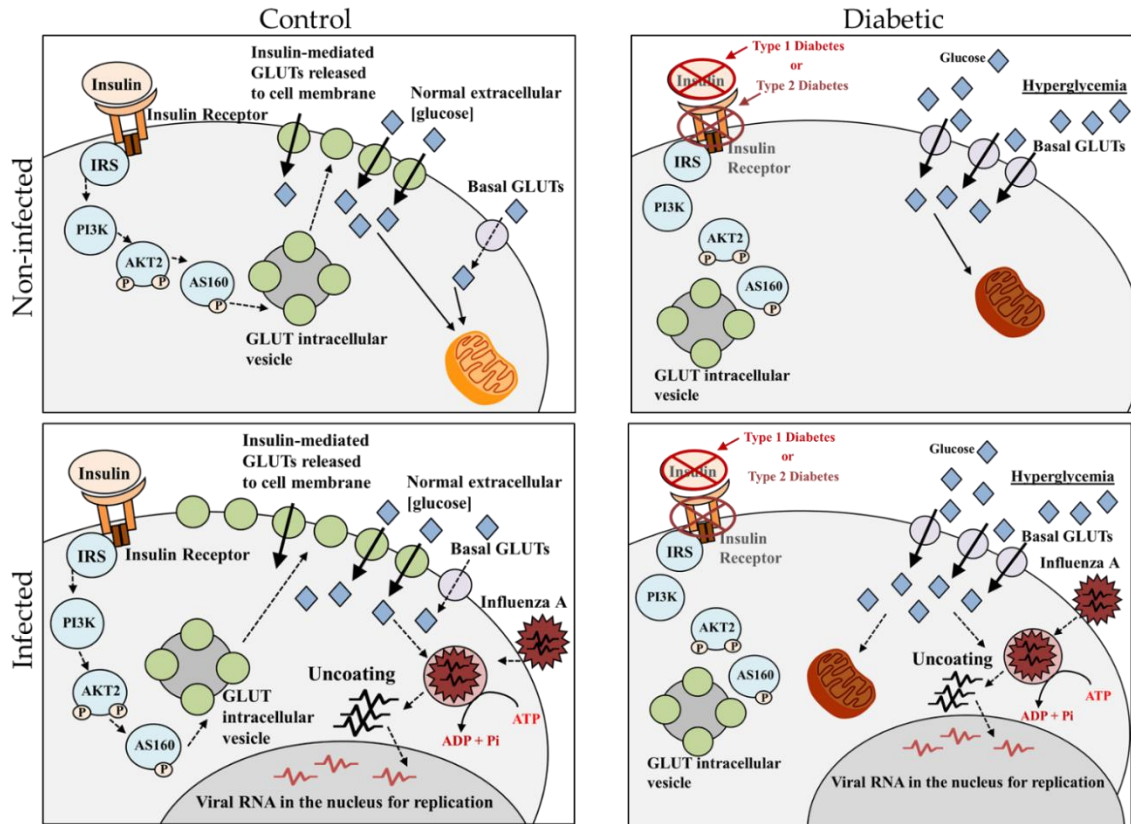 Control
Diabetic
Non-infected
Infected
Insulin
Insulin Receptor
IRS
PI3K
AKT2
P
P
AS160
P
Insulin-mediated
GLUTs released
to cell membrane
Normal extracellular
[glucose]
Basal GLUTs
GLUT intracellular
vesicle
Type 1 Diabetes
or
Type 2 Diabetes
Insulin
Type 2 Diabetes
Insulin
Receptor
IRS
PI3K
AKT2
P
P
AS160
P
Glucose
Hyperglycemia
Basal GLUTs
GLUT intracellular
vesicle
Insulin
Insulin Receptor
IRS
PI3K
AKT2
P
P
AS160
P
Insulin-mediated
GLUTs released
to cell membrane
Normal extracellular
[glucose]
Basal GLUTs
Influenza A
GLUT
intracellular
vesicle
Uncoating
ATP
ADP + Pi
Viral RNA in the nucleus for replication
Type 1 Diabetes
or
Type 2 Diabetes
Insulin
Insulin
Receptor
IRS
PI3K
AKT2
P
P
AS160
P
Glucose
Hyperglycemia
Basal GLUTs
Influenza A
Uncoating
ATP
ADP + Pi
GLUT intracellular
vesicle
Viral RNA in the nucleus for replication